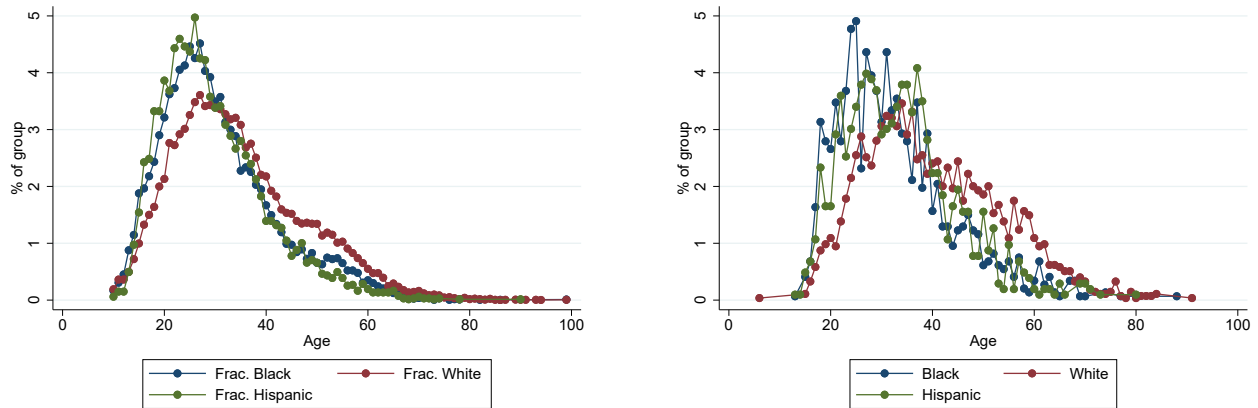 % of group
5
4
3
2
1
0
0 20 40 60 80 100
Age
Frac. Black Frac. White
Frac. Hispanic
% of group
5
4
3
2
1
0
0 20 40 60 80 100
Age
Black White
Hispanic